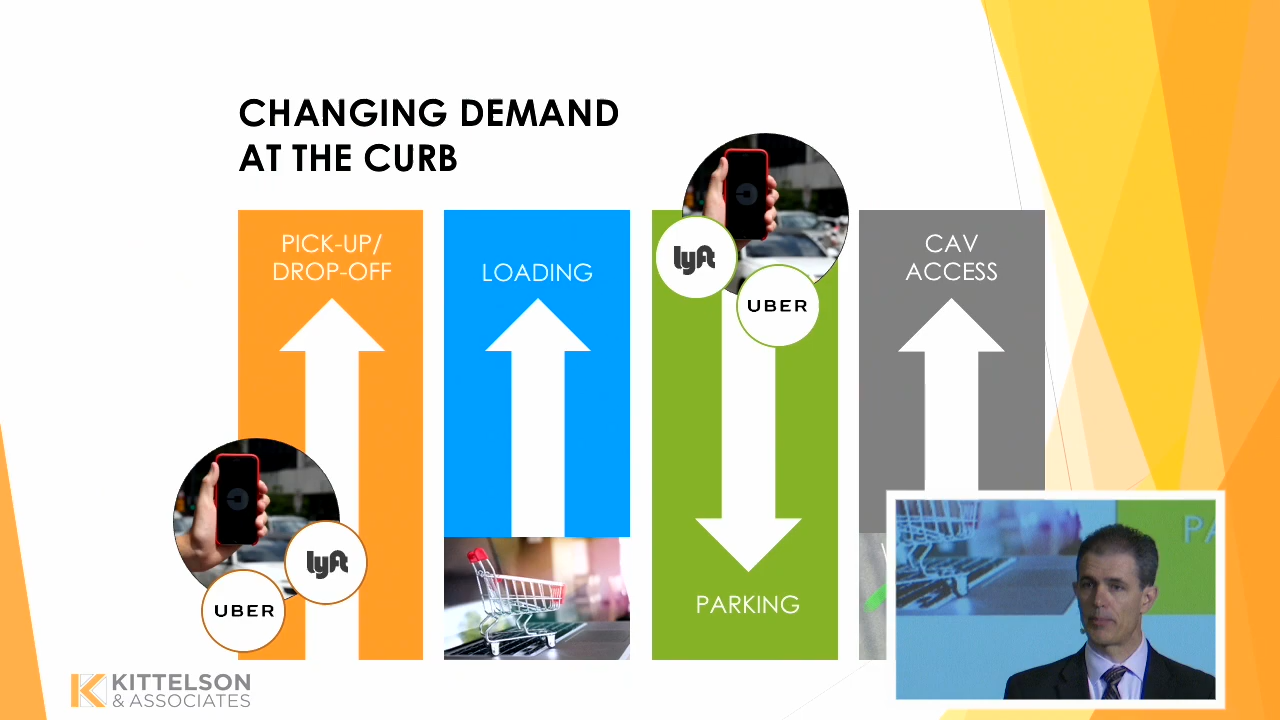 CHANGING DEMAND
AT THE CURB
PICK-UP/
DROP-OFF
LOADING
lyft
UBER
CAV
ACCESS
lyft
UBER
PARKING
KITTELSON
& ASSOCIATES
PA